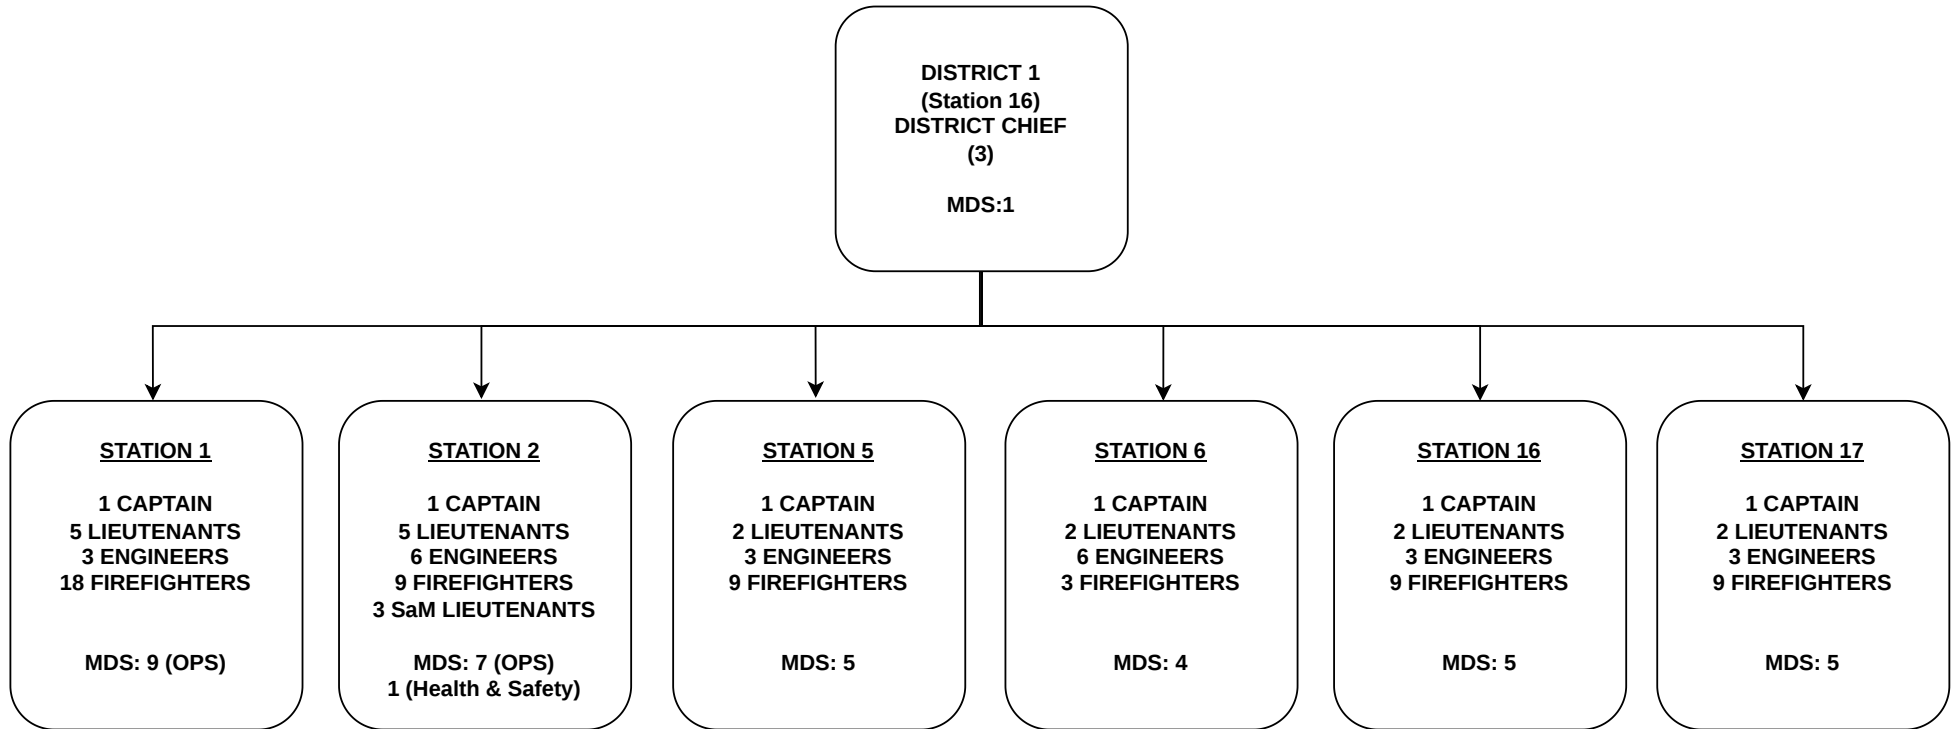 DISTRICT 1
(Station 16)
DISTRICT CHIEF
(3)
MDS:1
STATION 1
1 CAPTAIN
5 LIEUTENANTS
3 ENGINEERS
18 FIREFIGHTERS
MDS: 9 (OPS)
STATION 2
1 CAPTAIN
5 LIEUTENANTS
6 ENGINEERS
9 FIREFIGHTERS
3 SaM LIEUTENANTS
MDS: 7 (OPS)
1 (Health & Safety)
STATION 5
1 CAPTAIN
2 LIEUTENANTS
3 ENGINEERS
9 FIREFIGHTERS
MDS: 5
STATION 6
1 CAPTAIN
2 LIEUTENANTS
6 ENGINEERS
3 FIREFIGHTERS
MDS: 4
STATION 16
1 CAPTAIN
2 LIEUTENANTS
3 ENGINEERS
9 FIREFIGHTERS
MDS: 5
STATION 17
1 CAPTAIN
2 LIEUTENANTS
3 ENGINEERS
9 FIREFIGHTERS
MDS: 5